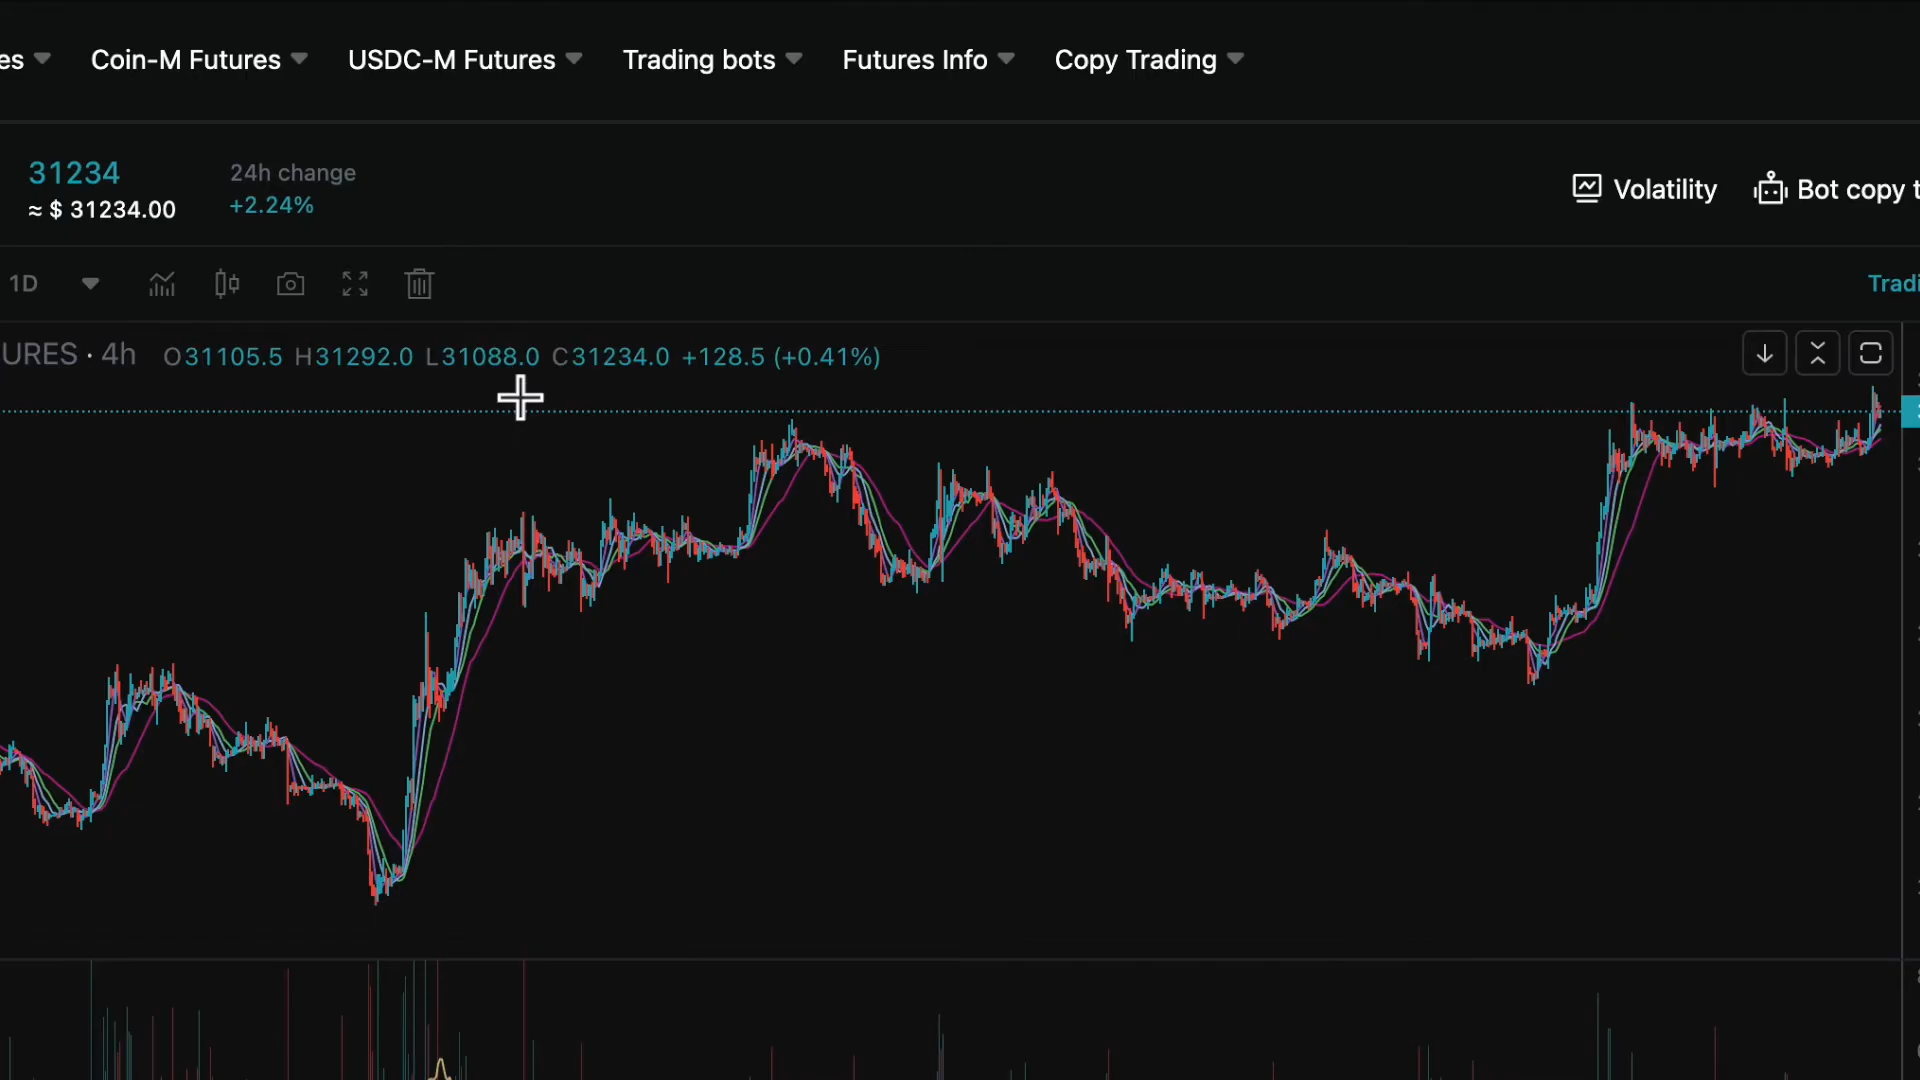 es Coin-M Futures USDC-M Futures Trading bots Futures Info Copy Trading
31234
≈ $ 31234.00
24h change
+2.24%
Volatility
Bot copy t
1D
Tradi
URES · 4h O31105.5 H31292.0 L31088.0 C31234.0 +128.5 (+0.41%)